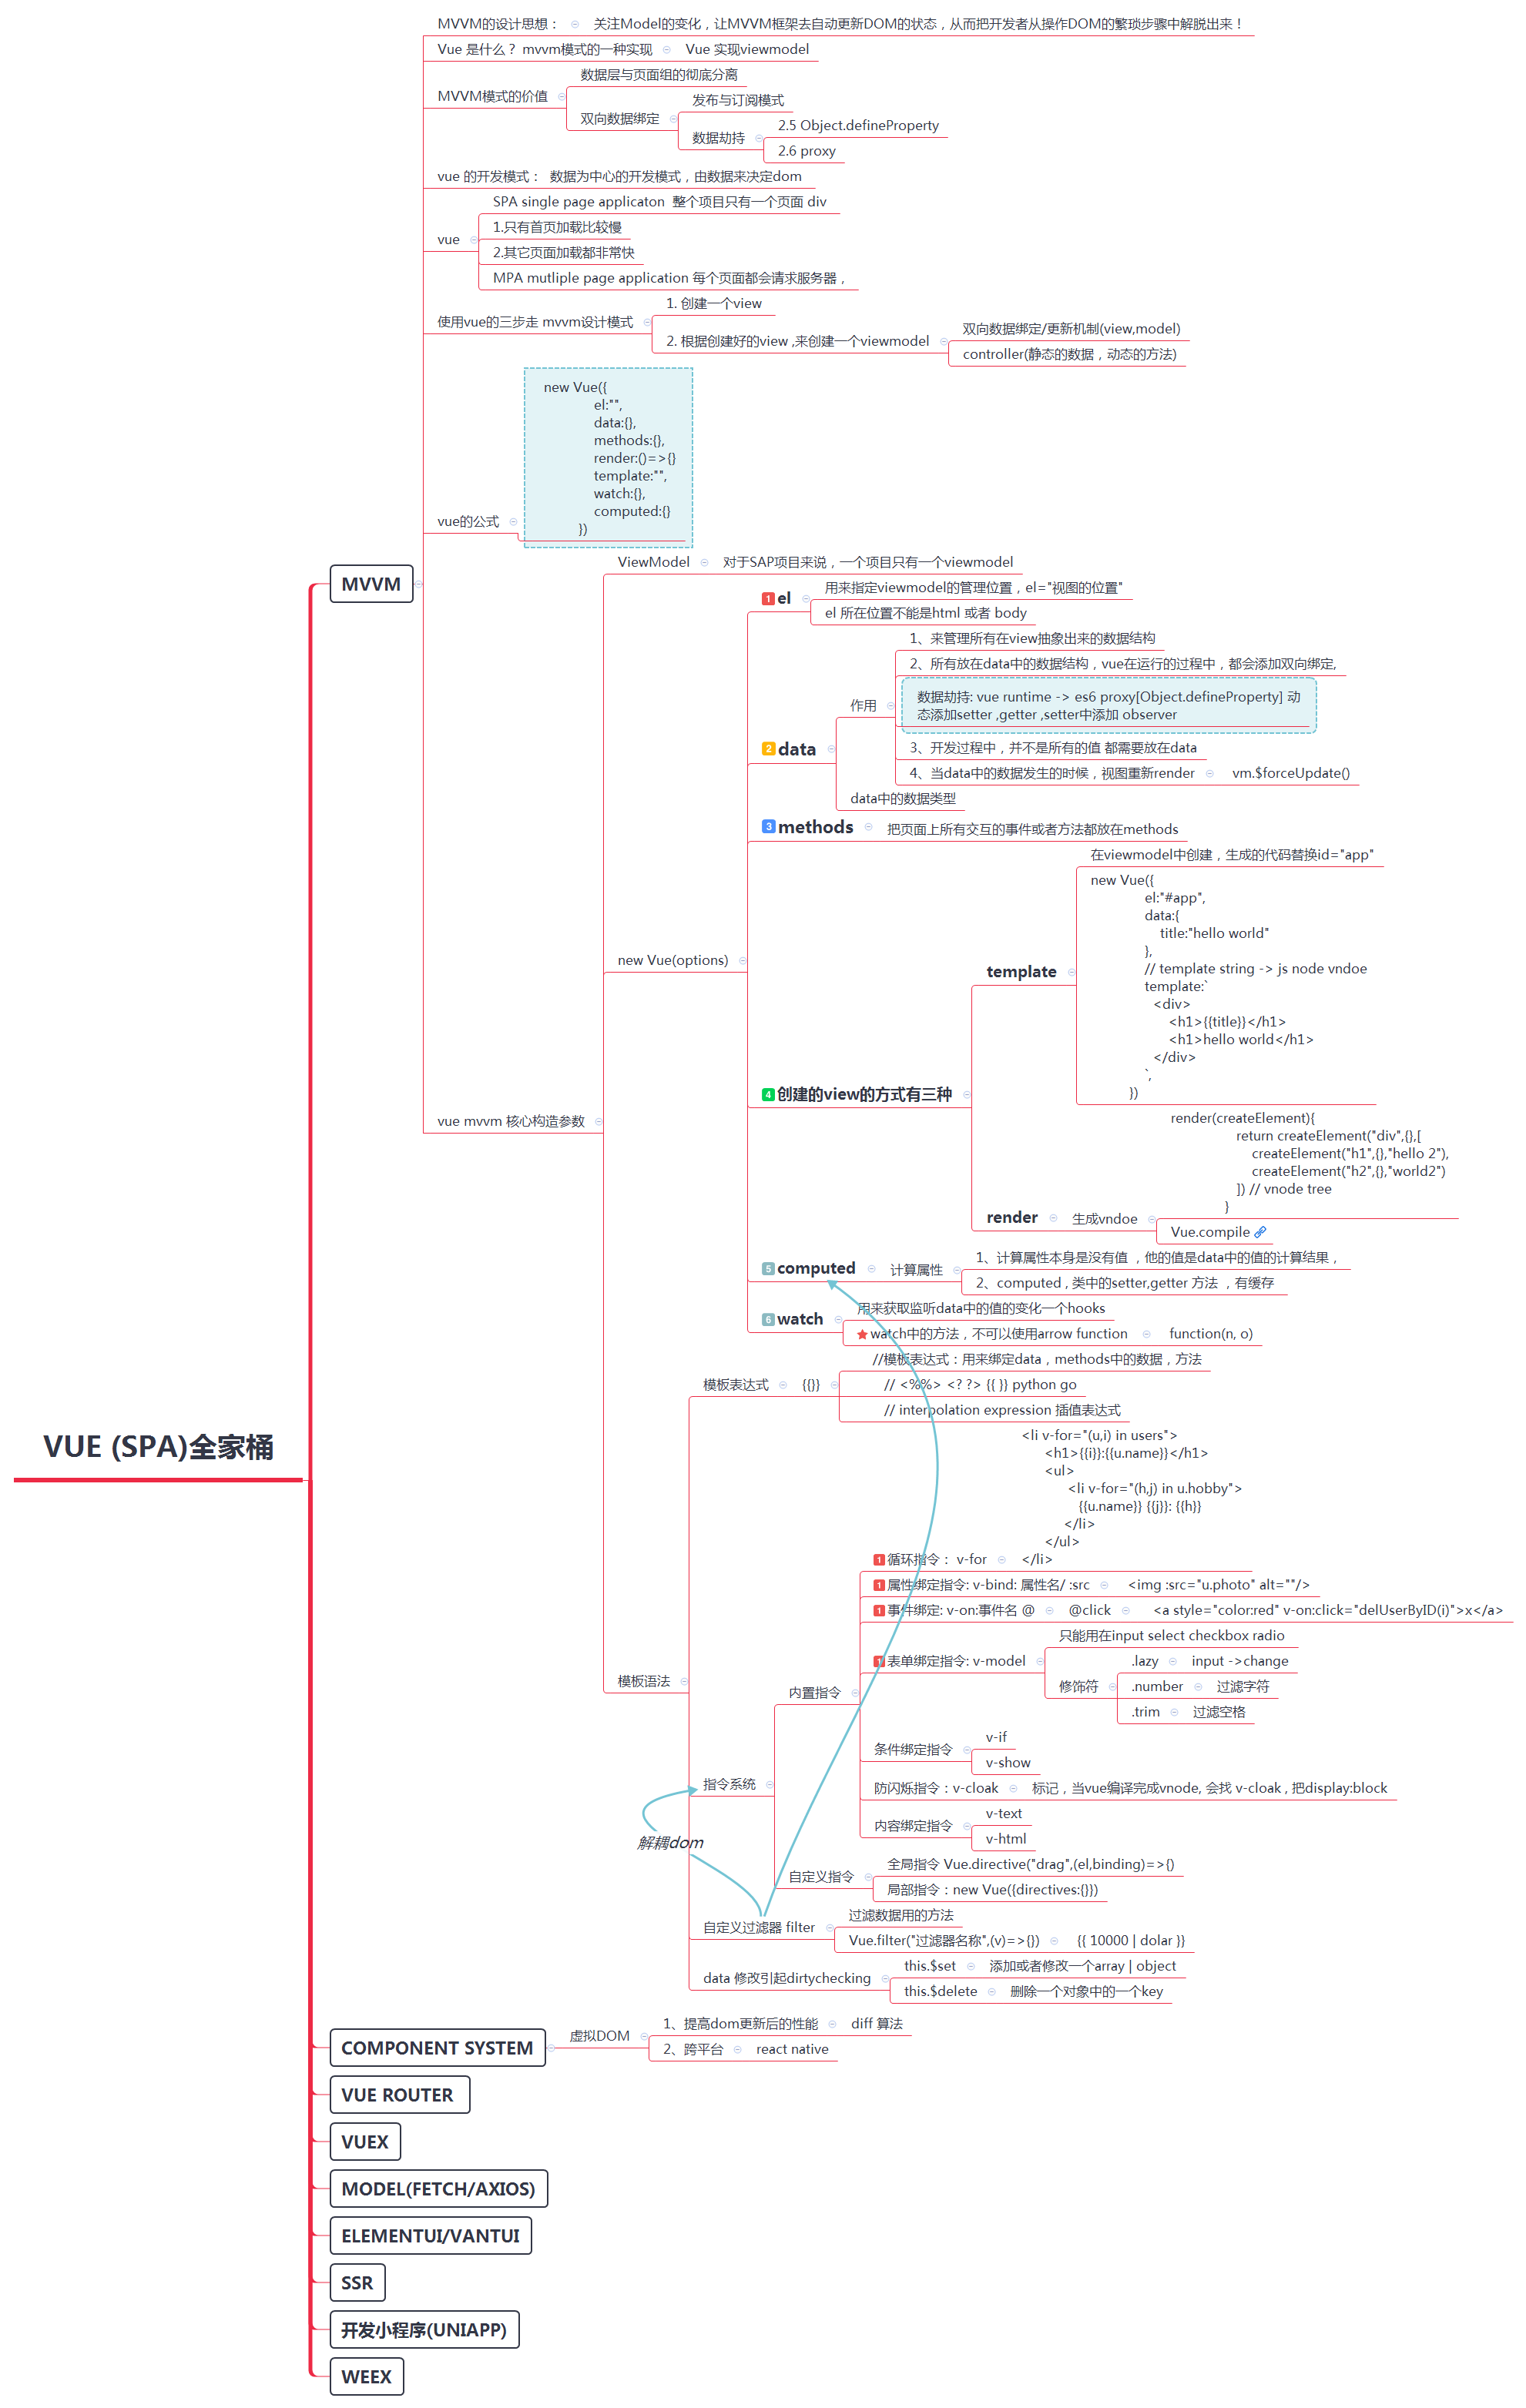 MVVM的设计思想： 关注Model的变化，让MVVM框架去自动更新DOM的状态，从而把开发者从操作DOM的繁琐步骤中解脱出来！
Vue 是什么？ mvvm模式的一种实现 Vue 实现viewmodel
MVVM模式的价值
数据层与页面组的彻底分离
双向数据绑定
发布与订阅模式
数据劫持
2.5 Object.defineProperty
2.6 proxy
vue 的开发模式： 数据为中心的开发模式，由数据来决定dom
vue
SPA single page applicaton 整个项目只有一个页面 div
1.只有首页加载比较慢
2.其它页面加载都非常快
MPA mutliple page application 每个页面都会请求服务器，
使用vue的三步走 mvvm设计模式
1. 创建一个view
2. 根据创建好的view ,来创建一个viewmodel
双向数据绑定/更新机制(view,model)
controller(静态的数据，动态的方法)
vue的公式
new Vue({
el:"",
data:{},
methods:{},
render:()=>{}
template:"",
watch:{},
computed:{}
})
MVVM
vue mvvm 核心构造参数
ViewModel 对于SAP项目来说，一个项目只有一个viewmodel
new Vue(options)
1 el
用来指定viewmodel的管理位置，el="视图的位置"
el 所在位置不能是html 或者 body
2 data
作用
1、来管理所有在view抽象出来的数据结构
2、所有放在data中的数据结构，vue在运行的过程中，都会添加双向绑定,
数据劫持: vue runtime -> es6 proxy[Object.defineProperty] 动
态添加setter ,getter ,setter中添加 observer
3、开发过程中，并不是所有的值 都需要放在data
4、当data中的数据发生的时候，视图重新render vm.$forceUpdate()
data中的数据类型
3 methods 把页面上所有交互的事件或者方法都放在methods
4 创建的view的方式有三种
template
在viewmodel中创建，生成的代码替换id="app"
new Vue({
el:"#app",
data:{
title:"hello world"
},
// template string -> js node vndoe
template:`
<div>
<h1>{{title}}</h1>
<h1>hello world</h1>
</div>
`,
})
render 生成vndoe
render(createElement){
return createElement("div",{},[
createElement("h1",{},"hello 2"),
createElement("h2",{},"world2")
]) // vnode tree
}
Vue.compile
5 computed 计算属性
1、计算属性本身是没有值 ，他的值是data中的值的计算结果，
2、computed , 类中的setter,getter 方法 ，有缓存
6 watch
用来获取监听data中的值的变化一个hooks
watch中的方法，不可以使用arrow function function(n, o)
模板语法
模板表达式 {{}}
//模板表达式：用来绑定data，methods中的数据，方法
// <%%> <? ?> {{ }} python go
// interpolation expression 插值表达式
指令系统
内置指令
1 循环指令： v-for
<li v-for="(u,i) in users">
<h1>{{i}}:{{u.name}}</h1>
<ul>
<li v-for="(h,j) in u.hobby">
{{u.name}} {{j}}: {{h}}
</li>
</ul>
</li>
1 属性绑定指令: v-bind: 属性名/ :src <img :src="u.photo" alt=""/>
1 事件绑定: v-on:事件名 @ @click <a style="color:red" v-on:click="delUserByID(i)">x</a>
1 表单绑定指令: v-model
只能用在input select checkbox radio
修饰符
.lazy input ->change
.number 过滤字符
.trim 过滤空格
条件绑定指令
v-if
v-show
防闪烁指令：v-cloak 标记，当vue编译完成vnode, 会找 v-cloak , 把display:block
内容绑定指令
v-text
v-html
解耦dom
自定义指令
全局指令 Vue.directive("drag",(el,binding)=>{)
局部指令：new Vue({directives:{}})
自定义过滤器 filter
过滤数据用的方法
Vue.filter("过滤器名称",(v)=>{}) {{ 10000 | dolar }}
data 修改引起dirtychecking
this.$set 添加或者修改一个array | object
this.$delete 删除一个对象中的一个key
VUE (SPA)全家桶
COMPONENT SYSTEM
虚拟DOM
1、提高dom更新后的性能 diff 算法
2、跨平台 react native
VUE ROUTER
VUEX
MODEL(FETCH/AXIOS)
ELEMENTUI/VANTUI
SSR
开发小程序(UNIAPP)
WEEX